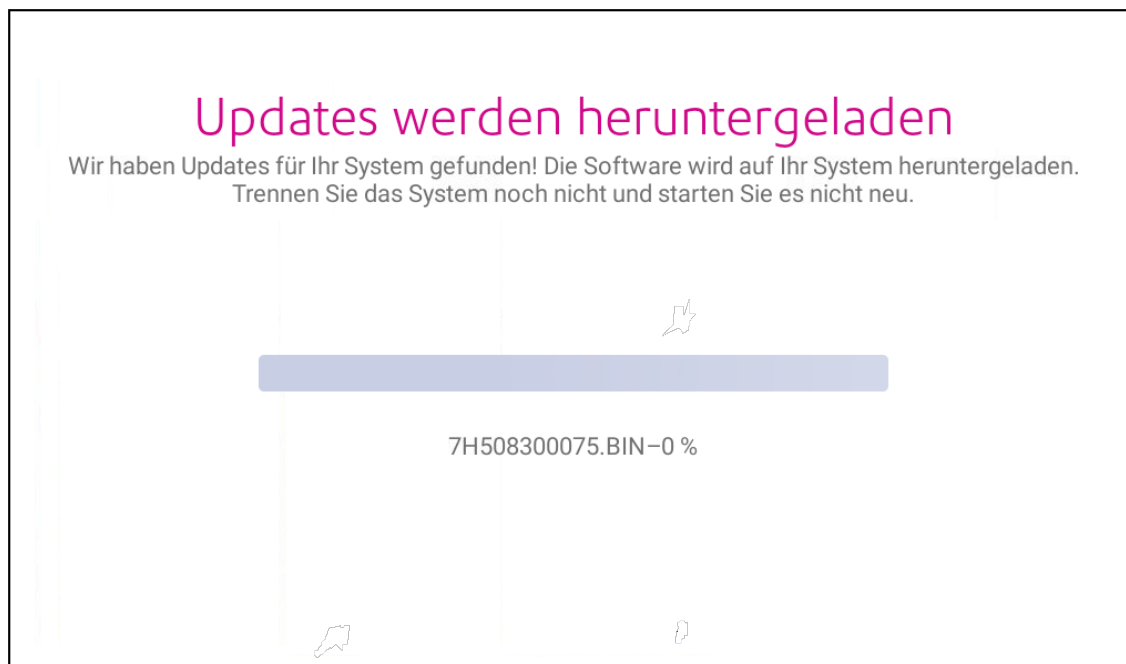 Updates werden heruntergeladen
Wir haben Updates für Ihr System gefunden! Die Software wird auf Ihr System heruntergeladen.
Trennen Sie das System noch nicht und starten Sie es nicht neu.
7H508300075.BIN–0 %